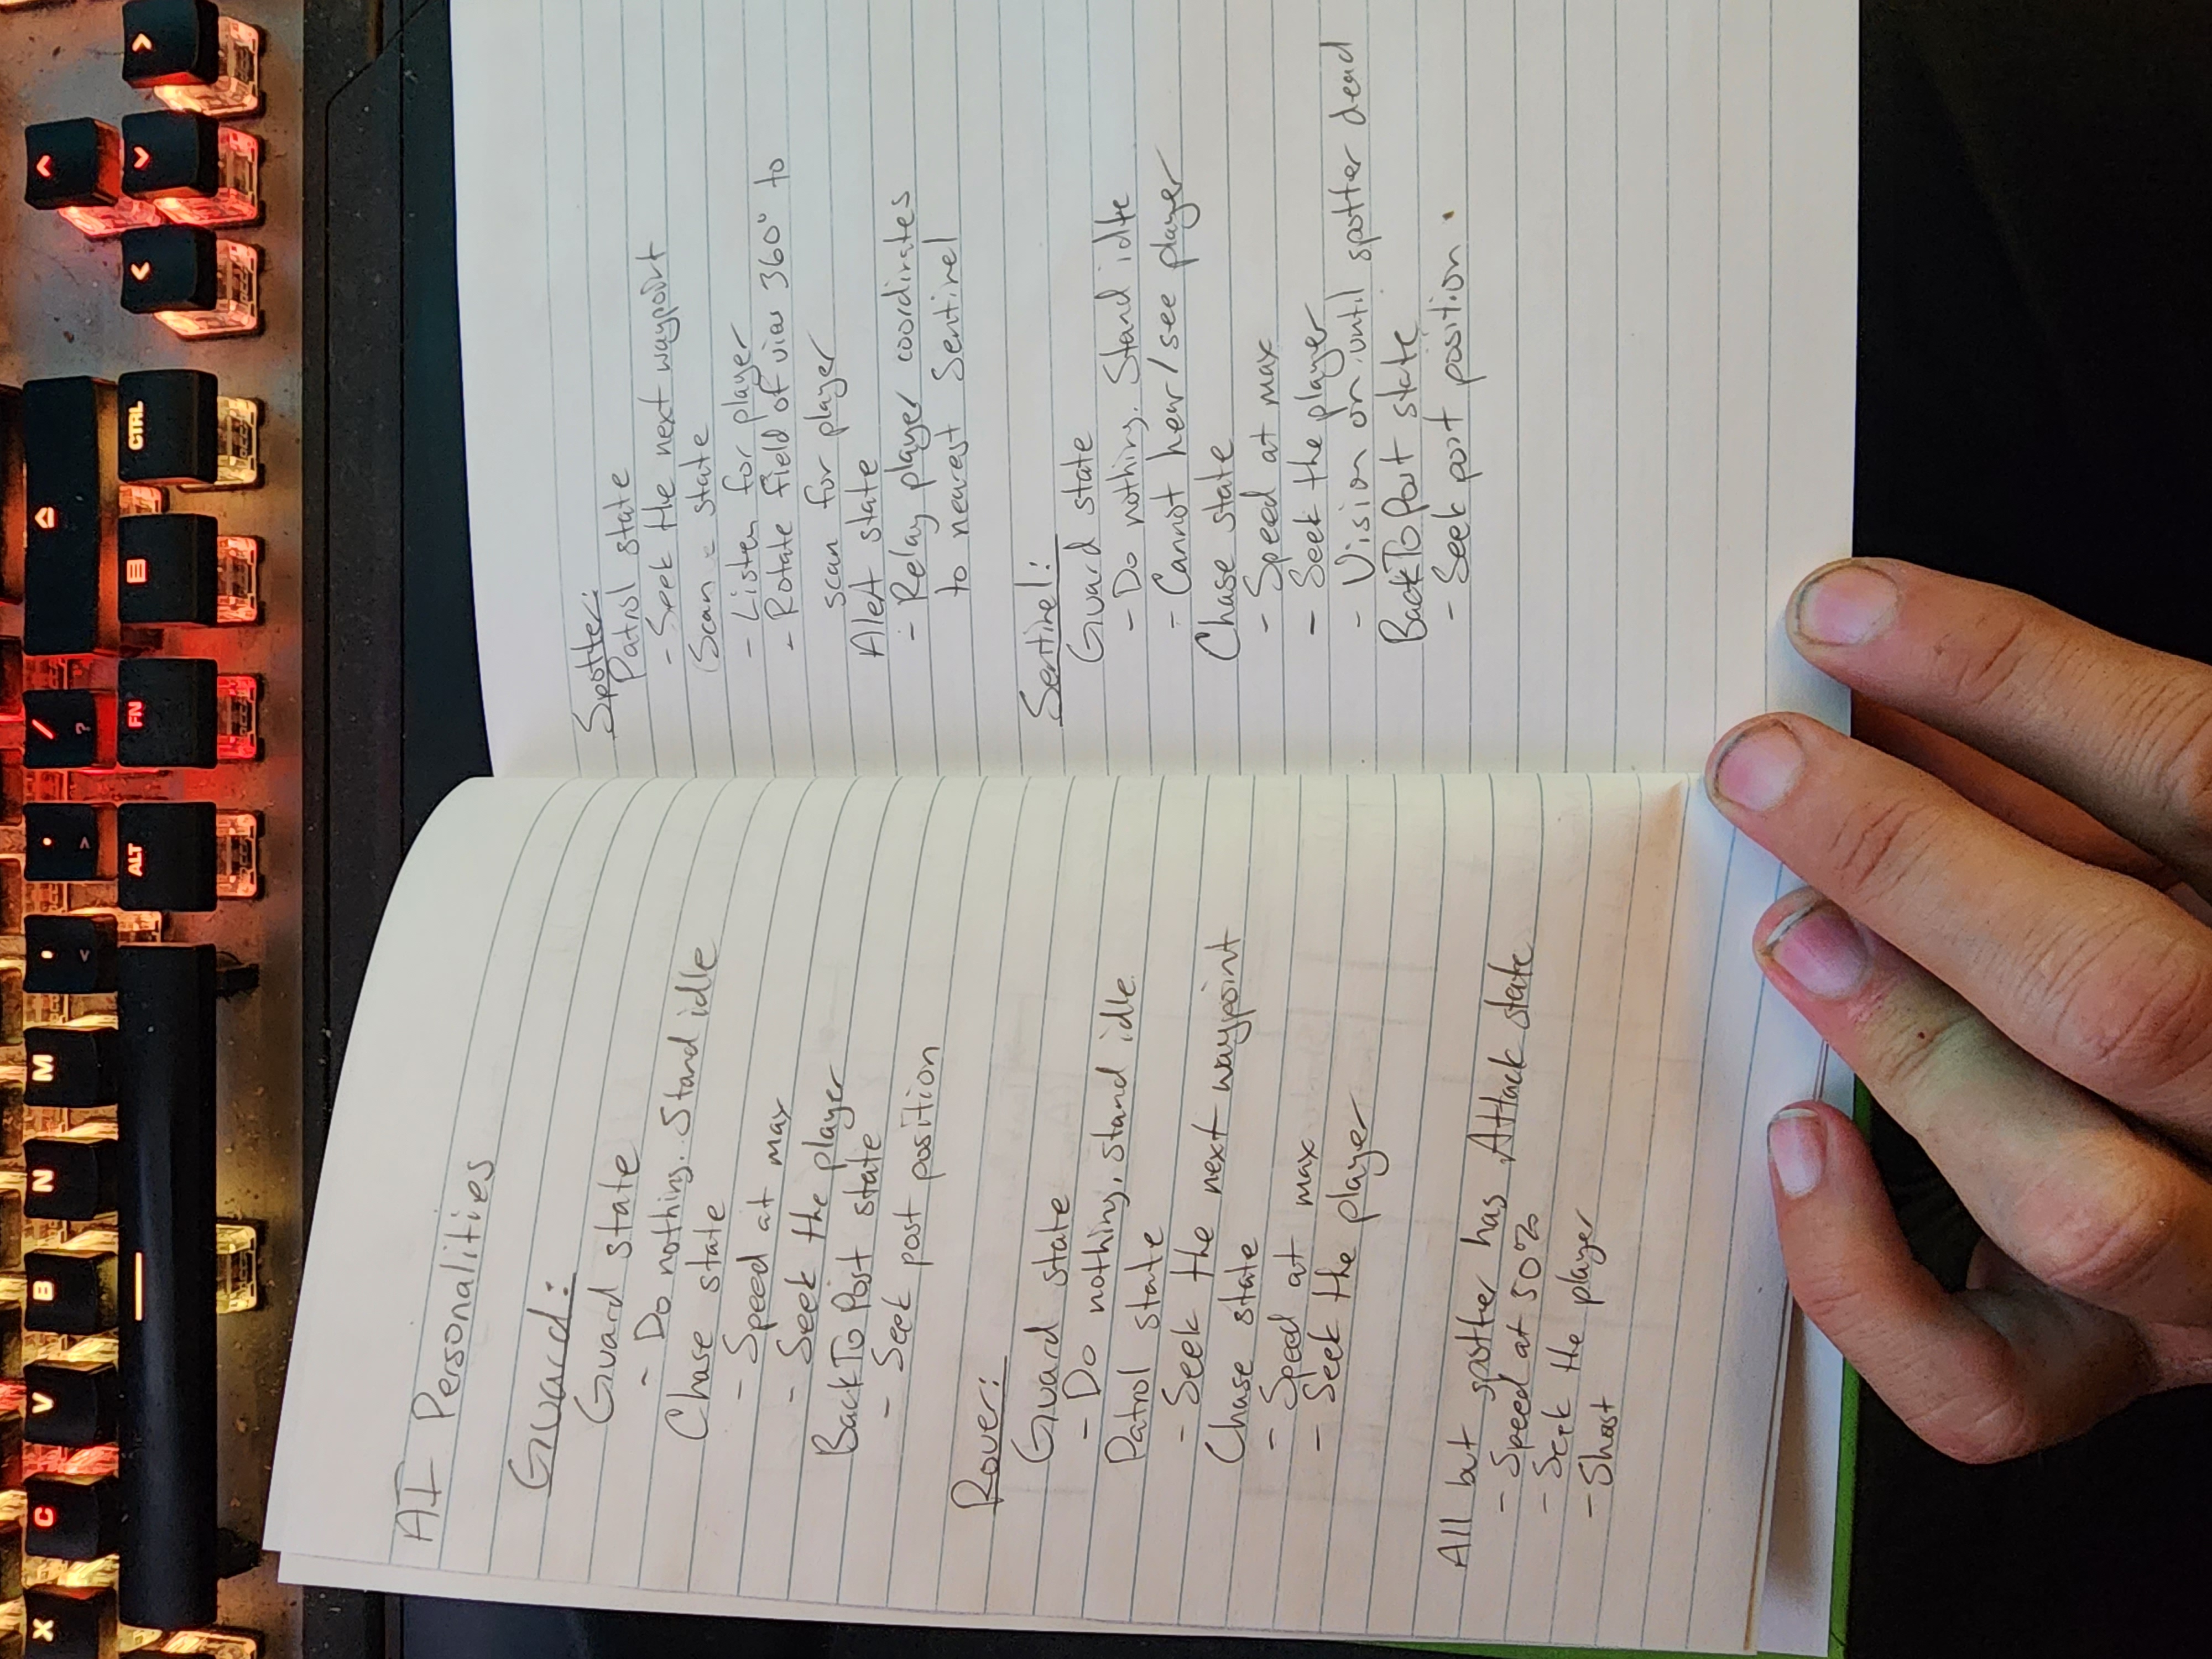 X C V B N M , < . > / ?
ALT FN CTRL
AI Personalities
Guard:
Guard state
- Do nothing. Stand idle
Chase state
- Speed at max
- Seek the player
BackToPost state
- Seek post position
Rover:
Guard state
- Do nothing. Stand idle.
Patrol state
- Seek the next waypoint
Chase state
- Speed at max
- Seek the player
All but spotter has Attack state
- Speed at 50%
- Seek the player
- Shoot
Spotter:
Patrol state
- Seek the next waypoint
Scan - state
- Listen for player
- Rotate field of view 360° to
scan for player
Alert state
- Relay player coordinates
to nearest Sentinel
Sentinel:
Guard state
- Do nothing. Stand idle
- Cannot hear/see player
Chase state
- Speed at max
- Seek the player
- Vision on until spotter dead
BackToPost state
- Seek post position